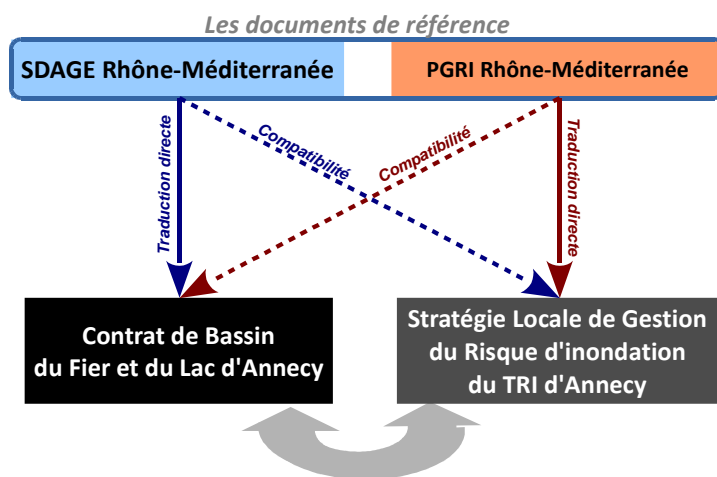 Les documents de référence
SDAGE Rhône-Méditerranée
PGRI Rhône-Méditerranée
Traduction directe
Compatibilité
Compatibilité
Traduction directe
Contrat de Bassin
du Fier et du Lac d'Annecy
Stratégie Locale de Gestion
du Risque d'inondation
du TRI d'Annecy